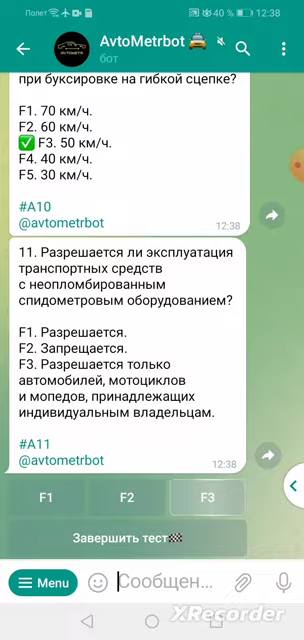 Полет 40 % 12:38
AvtoMetrbot
бот
AVTOMETR
при буксировке на гибкой сцепке?
F1. 70 км/ч.
F2. 60 км/ч.
F3. 50 км/ч.
F4. 40 км/ч.
F5. 30 км/ч.
#A10
@avtometrbot
12:38
11. Разрешается ли эксплуатация
транспортных средств
с неопломбированным
спидометровым оборудованием?
F1. Разрешается.
F2. Запрещается.
F3. Разрешается только
автомобилей, мотоциклов
и мопедов, принадлежащих
индивидуальным владельцам.
#A11
@avtometrbot
12:38
F1 F2 F3
Завершить тест
Menu Сообщен...
XRecorder